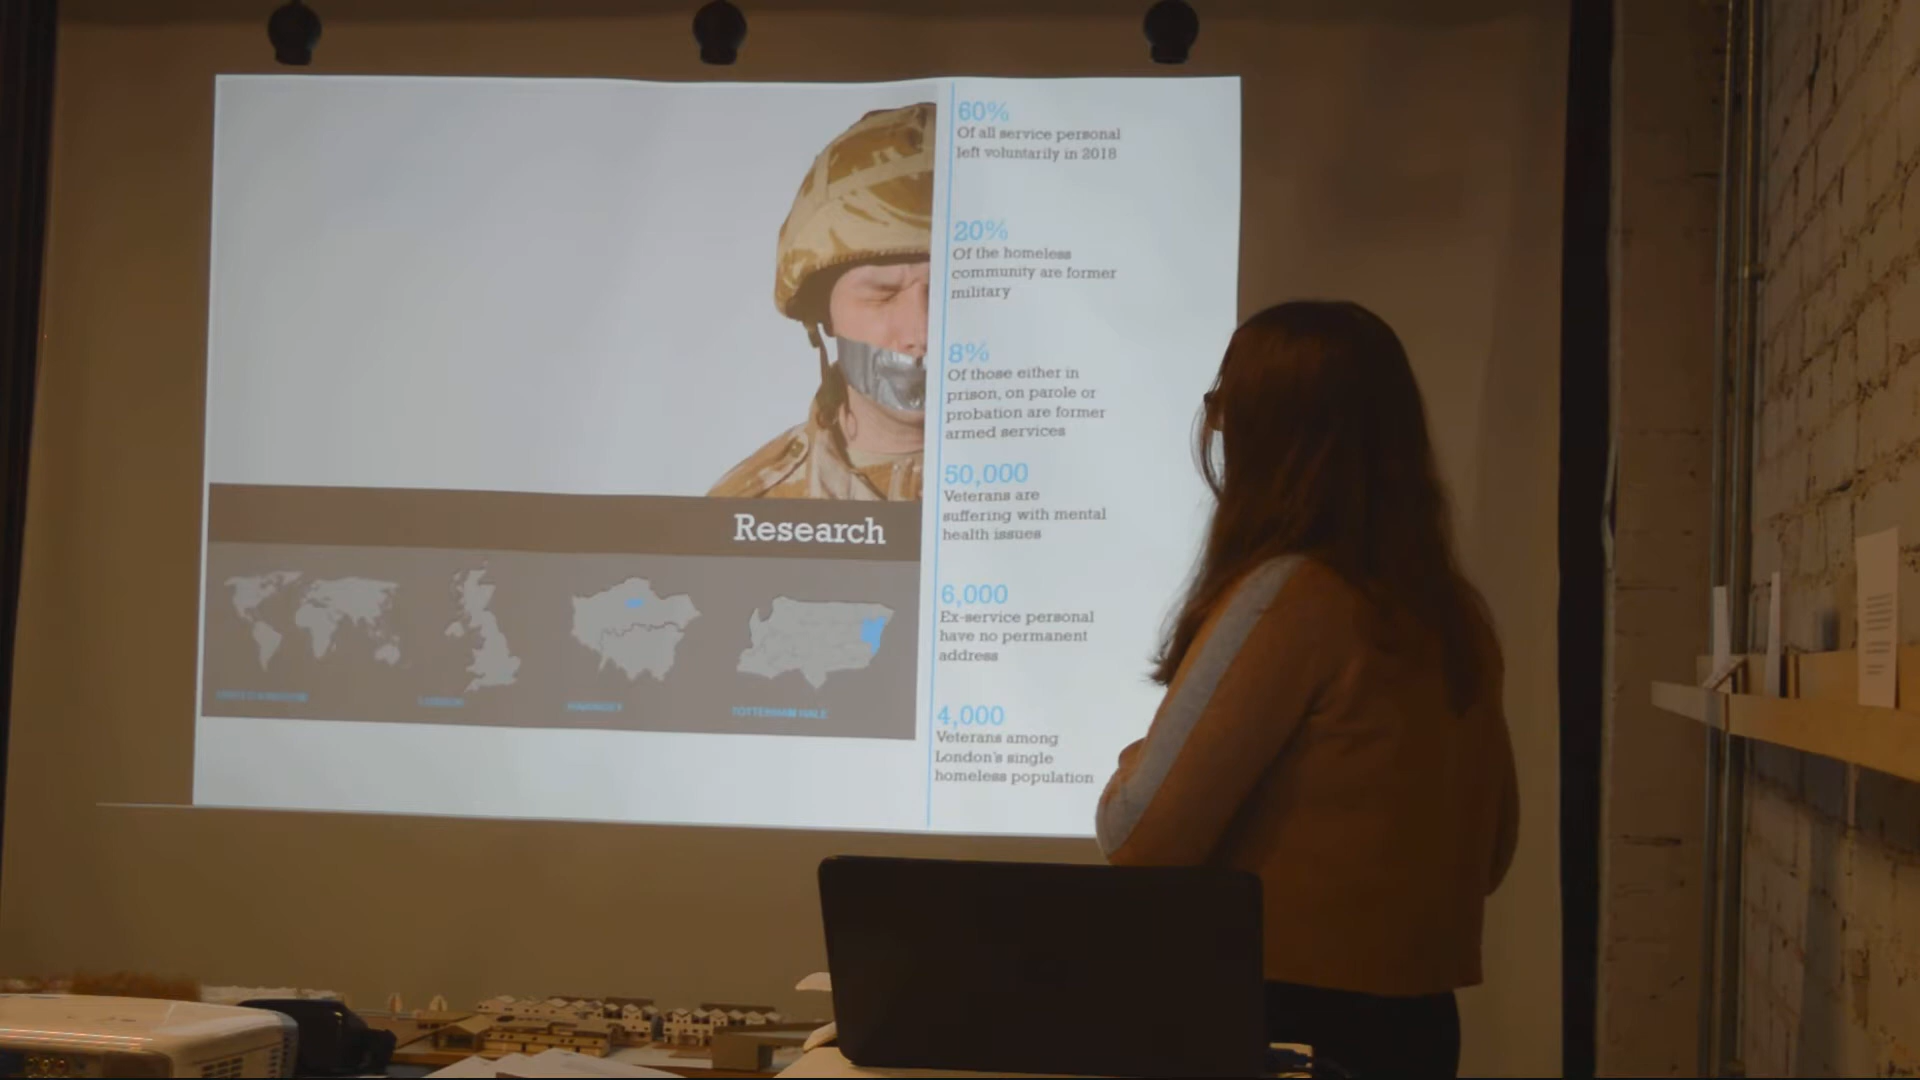 60%
Of all service personal
left voluntarily in 2018
20%
Of the homeless
community are former
military
8%
Of those either in
prison, on parole or
probation are former
armed services
50,000
Veterans are
suffering with mental
health issues
6,000
Ex-service personal
have no permanent
address
4,000
Veterans among
London's single
homeless population
Research
UNITED KINGDOM
LONDON
HARINGEY
TOTTENHAM HALE